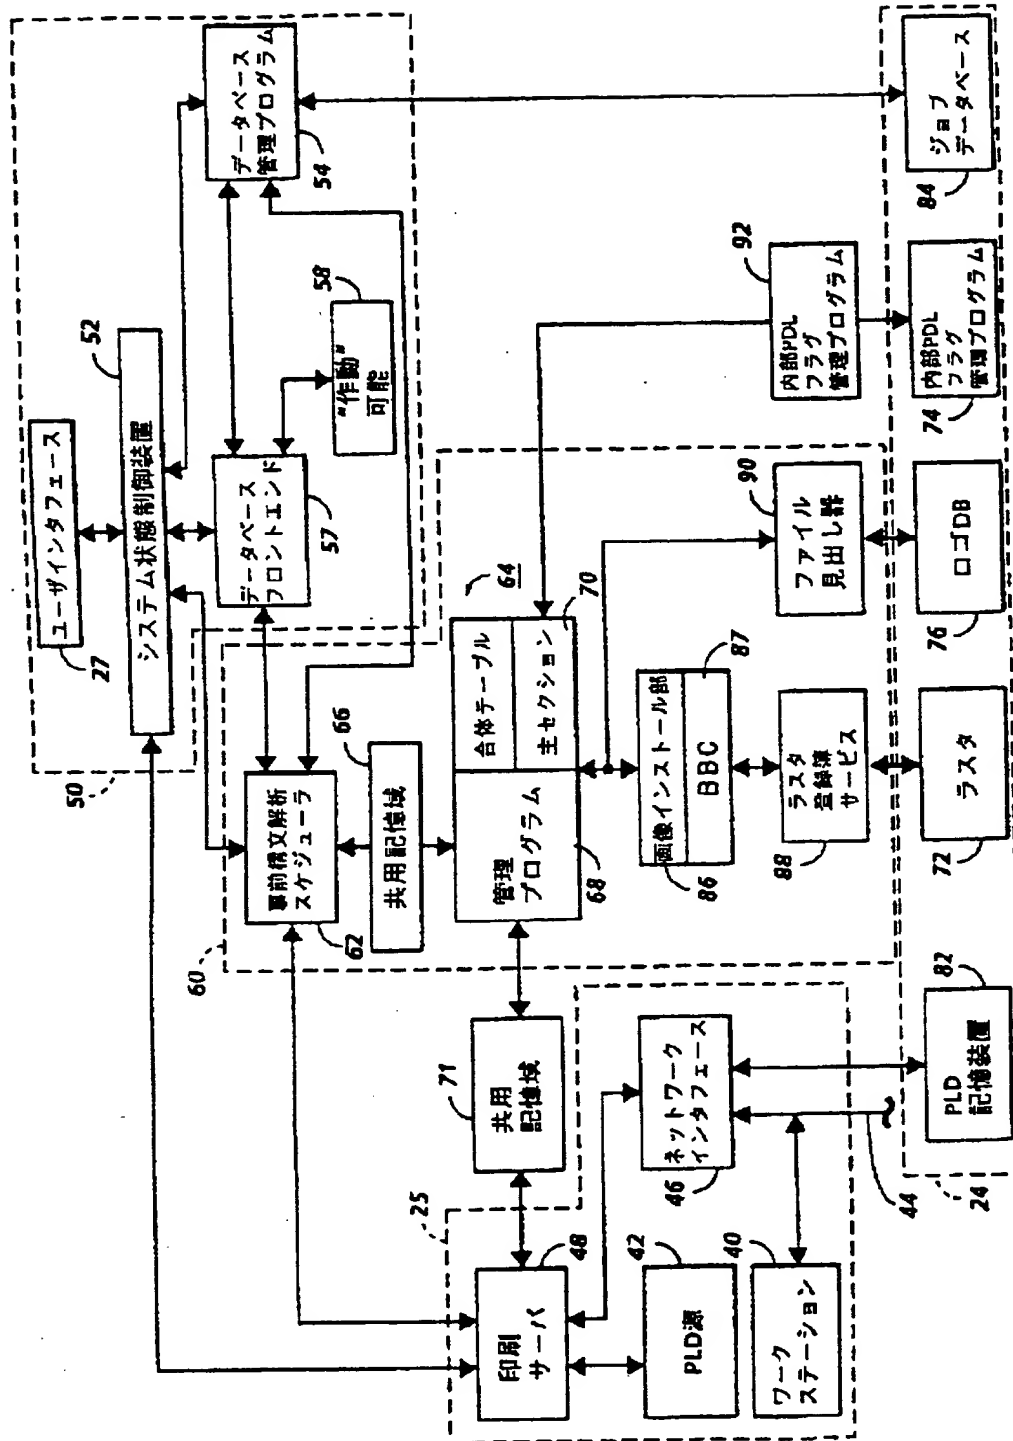 ユーザインタフェース
27
システム状態制御装置
52
データベース
管理プログラム
54
データベース
フロントエンド
57
"作動"
可能
58
50
60
事前構文解析
スケジューラ
62
共用記憶域
66
64
管理
プログラム
68
合体テーブル
主セクション
70
画像インストール部
86
BBC
87
ラスタ
登録簿
サービス
88
ファイル
見出し器
90
内部PDL
フラグ
管理プログラム
92
共用
記憶域
71
25
印刷
サーバ
48
PLD源
42
ワーク
ステーション
40
ネットワーク
インタフェース
46
44
24
PLD
記憶装置
82
ラスタ
72
ロゴDB
76
内部PDL
フラグ
管理プログラム
74
ジョブ
データベース
84